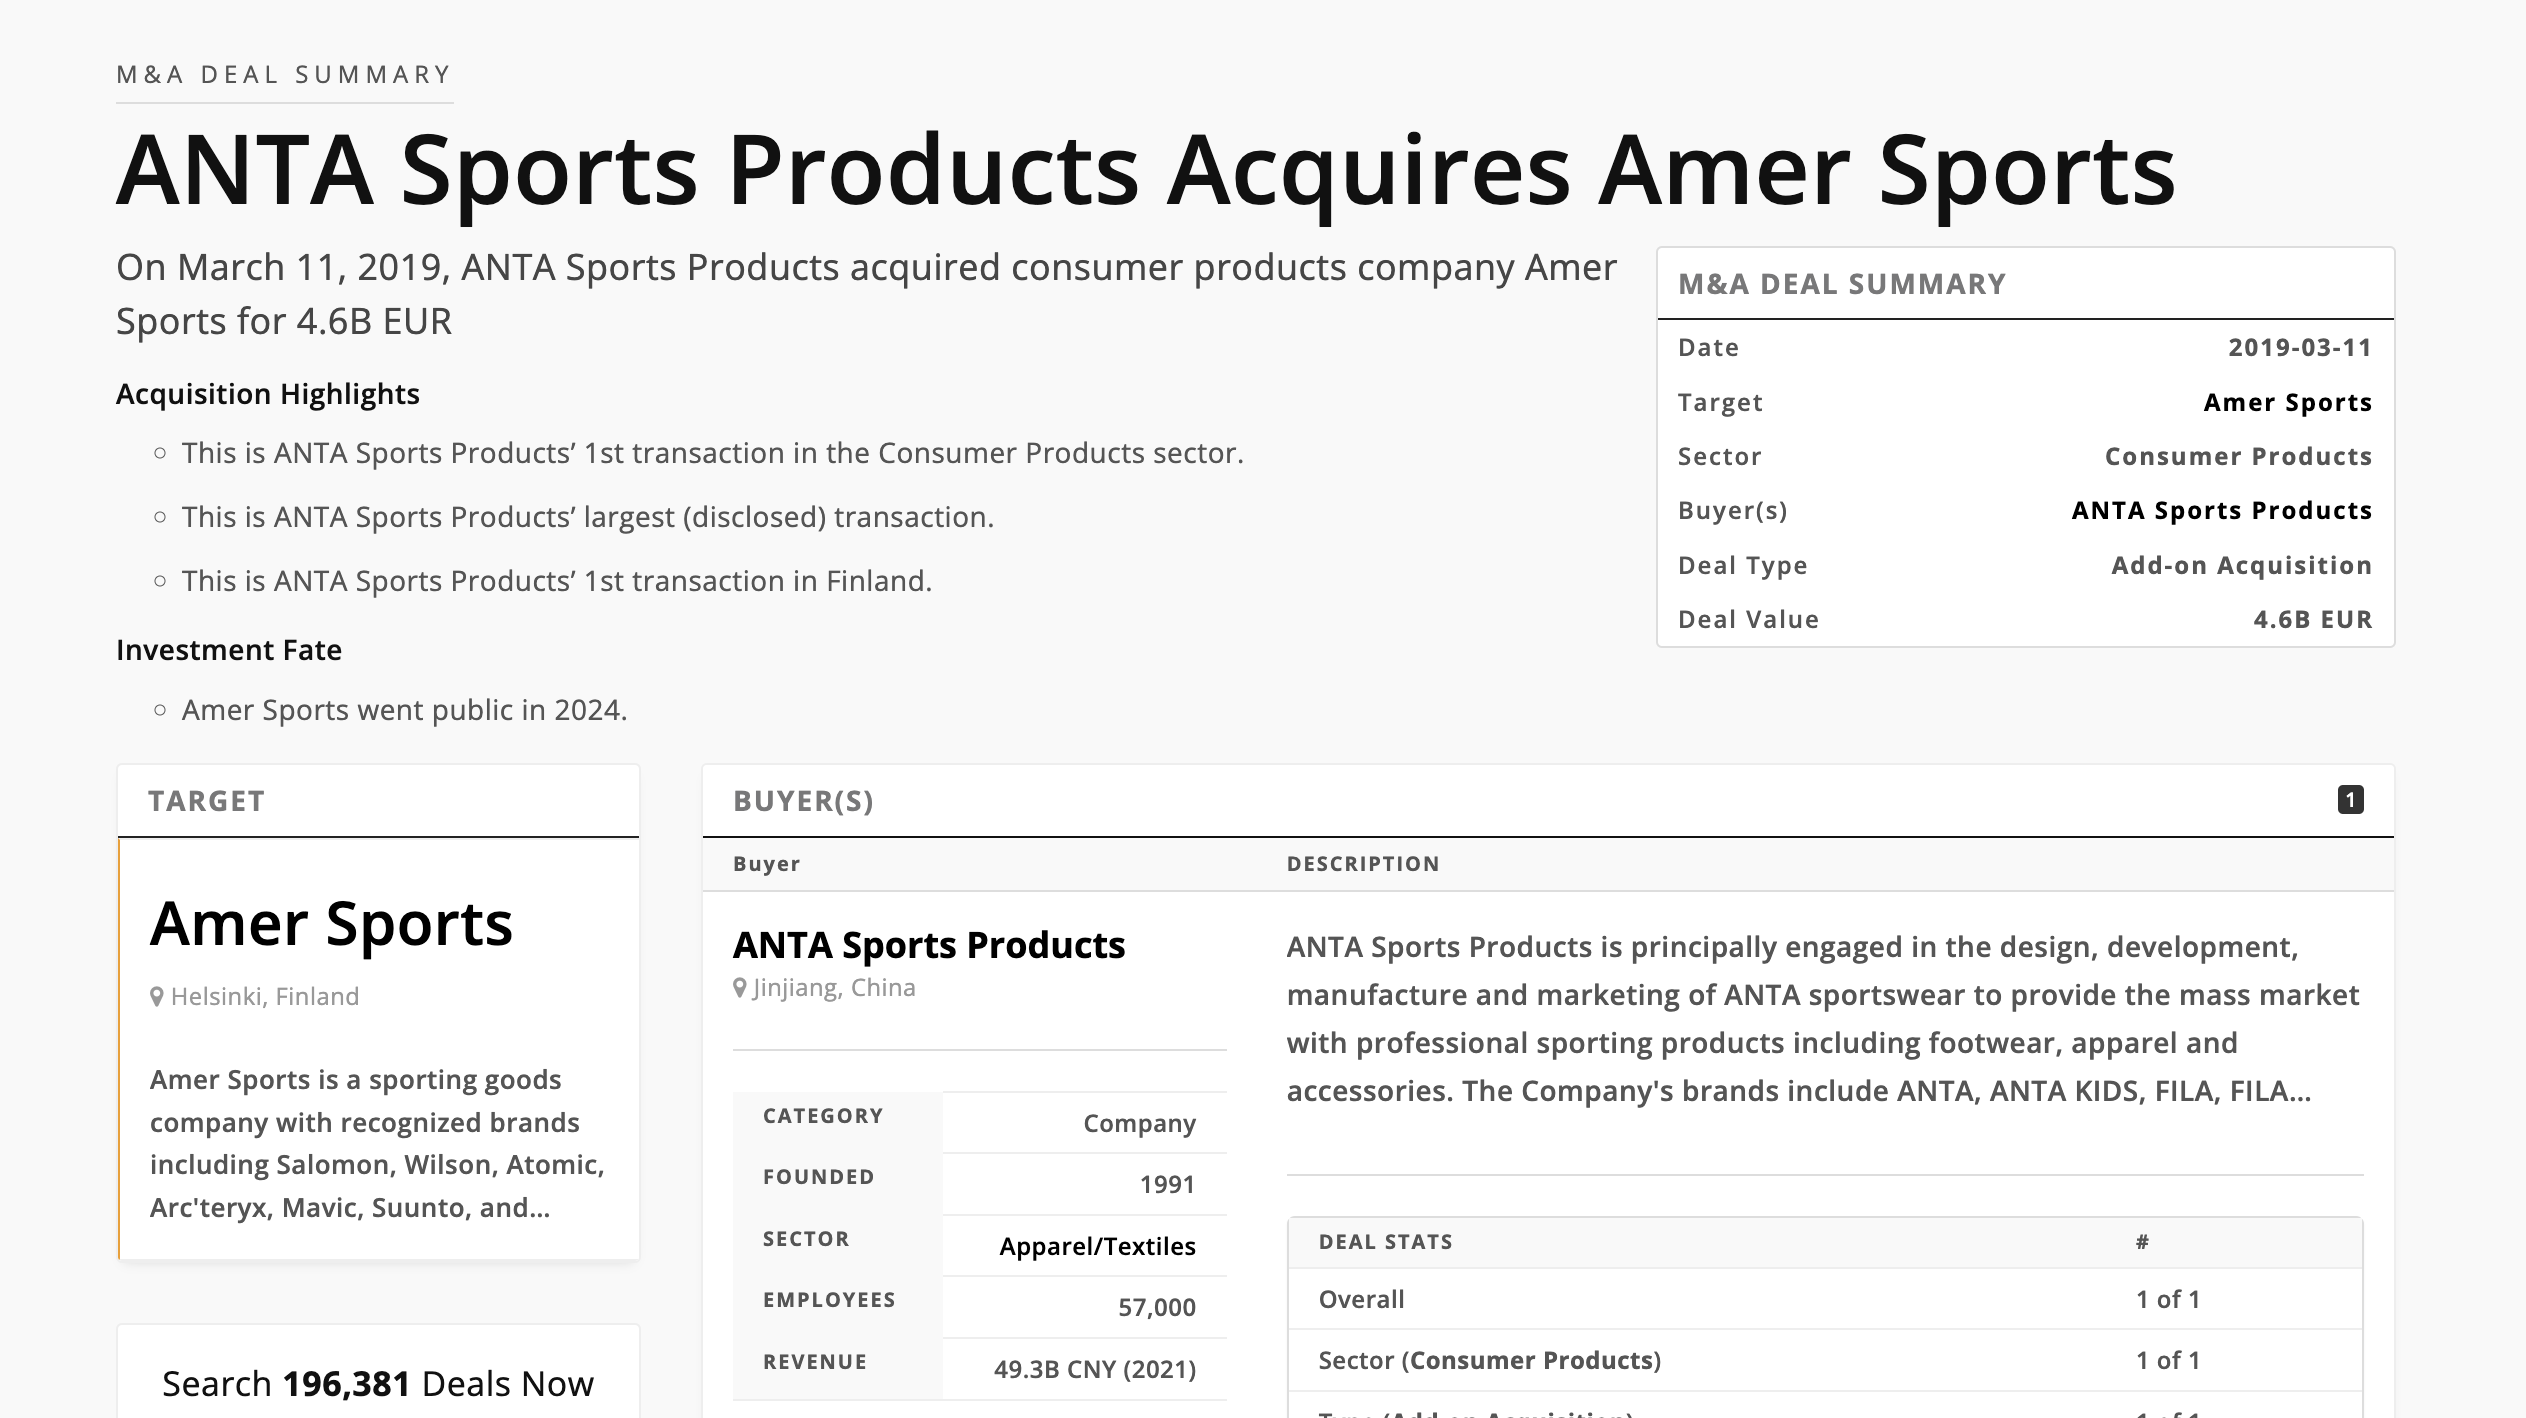 M&A DEAL SUMMARY
ANTA Sports Products Acquires Amer Sports
On March 11, 2019, ANTA Sports Products acquired consumer products company Amer
Sports for 4.6B EUR
Acquisition Highlights
This is ANTA Sports Products’ 1st transaction in the Consumer Products sector.
This is ANTA Sports Products’ largest (disclosed) transaction.
This is ANTA Sports Products’ 1st transaction in Finland.
Investment Fate
Amer Sports went public in 2024.
M&A DEAL SUMMARY
Date 2019-03-11
Target Amer Sports
Sector Consumer Products
Buyer(s) ANTA Sports Products
Deal Type Add-on Acquisition
Deal Value 4.6B EUR
TARGET
Amer Sports
Helsinki, Finland
Amer Sports is a sporting goods
company with recognized brands
including Salomon, Wilson, Atomic,
Arc'teryx, Mavic, Suunto, and...
Search 196,381 Deals Now
BUYER(S) 1
Buyer DESCRIPTION
ANTA Sports Products
Jinjiang, China
CATEGORY Company
FOUNDED 1991
SECTOR Apparel/Textiles
EMPLOYEES 57,000
REVENUE 49.3B CNY (2021)
ANTA Sports Products is principally engaged in the design, development,
manufacture and marketing of ANTA sportswear to provide the mass market
with professional sporting products including footwear, apparel and
accessories. The Company's brands include ANTA, ANTA KIDS, FILA, FILA...
DEAL STATS #
Overall 1 of 1
Sector (Consumer Products) 1 of 1
Type (Add-on Acquisition) 1 of 1